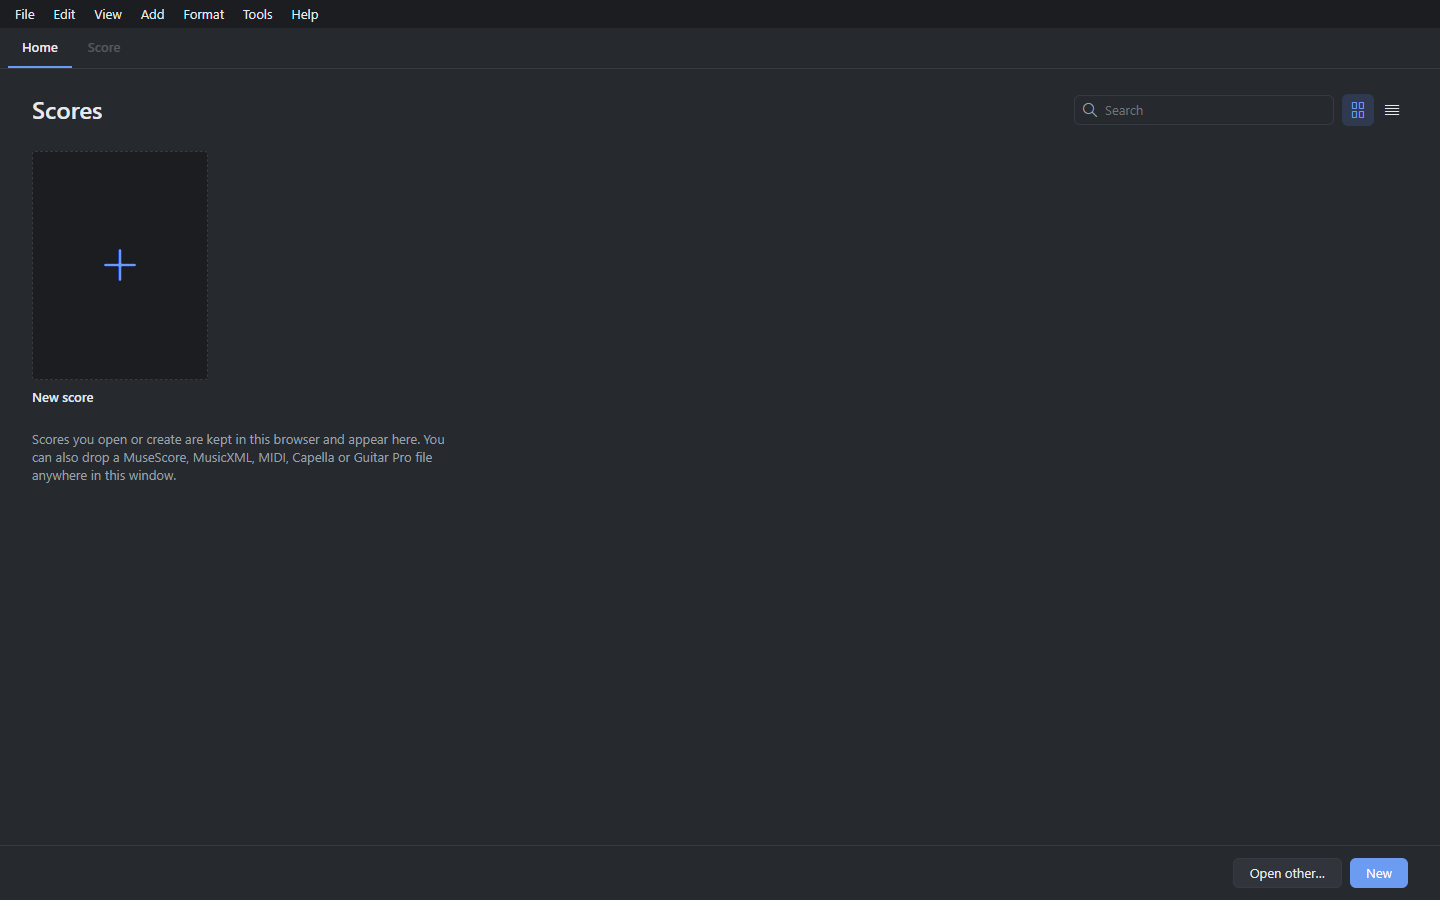 File Edit View Add Format Tools Help
Home Score
Scores
Search
New score
Scores you open or create are kept in this browser and appear here. You
can also drop a MuseScore, MusicXML, MIDI, Capella or Guitar Pro file
anywhere in this window.
Open other... New